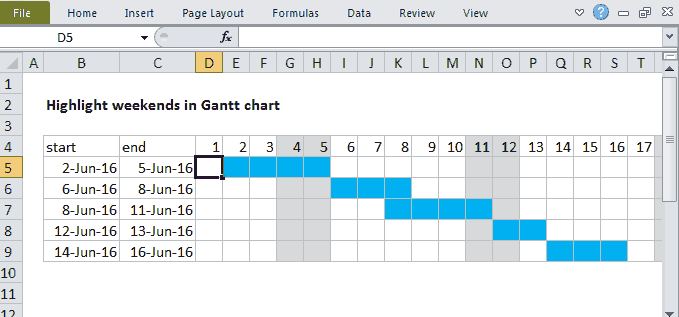 File Home Insert Page Layout Formulas Data Review View ?
D5 fx
A B C D E F G H I J K L M N O P Q R S T
1
2 Highlight weekends in Gantt chart
3
4 start end 1 2 3 4 5 6 7 8 9 10 11 12 13 14 15 16 17
5 2-Jun-16 5-Jun-16
6 6-Jun-16 8-Jun-16
7 8-Jun-16 11-Jun-16
8 12-Jun-16 13-Jun-16
9 14-Jun-16 16-Jun-16
10
11
12